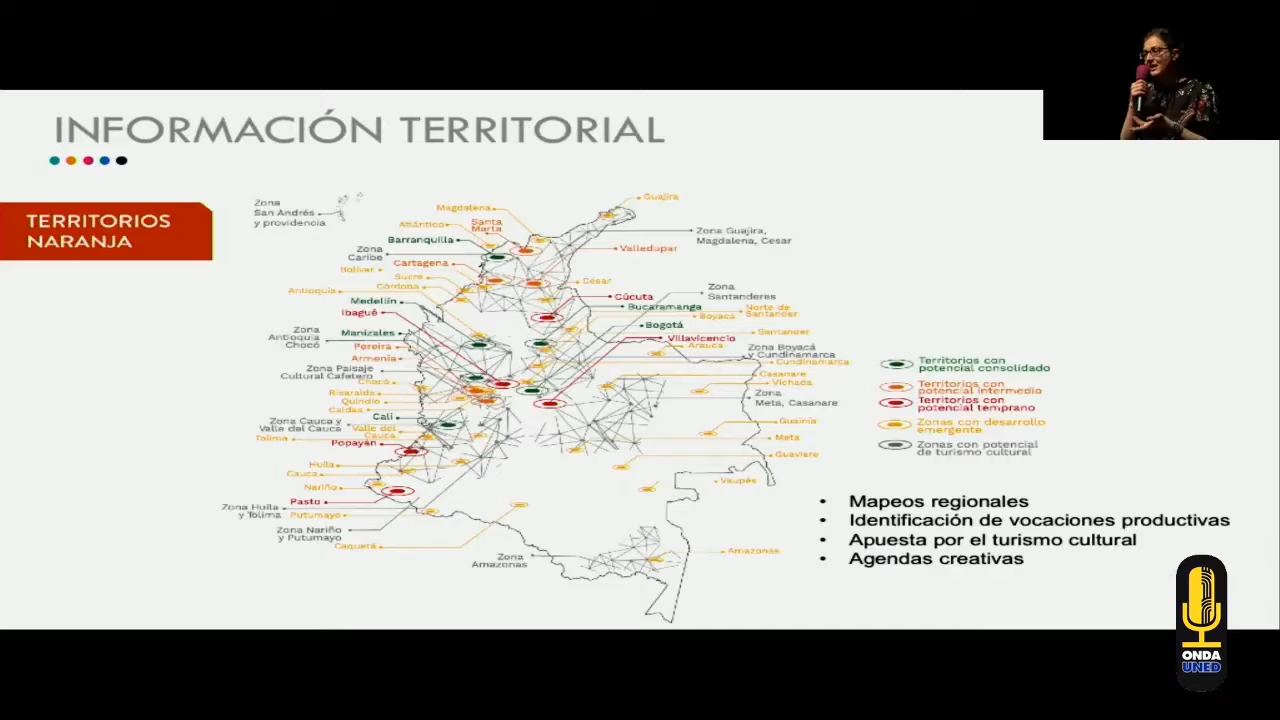 INFORMACIÓN TERRITORIAL
TERRITORIOS
NARANJA
Zona
San Andrés
y providencia
Guajira
Magdalena
Santa
Marta
Atlántico
Barranquilla
Zona Guajira,
Magdalena, Cesar
Zona
Caribe
Valledupar
Cartagena
Bolívar
Sucre
Cesar
Córdoba
Antioquia
Zona
Santanderes
Cúcuta
Medellín
Bucaramanga
Norte de
Santander
Ibagué
Boyacá
Bogotá
Zona
Antioquia
Chocó
Manizales
Santander
Villavicencio
Pereira
Arauca
Zona Boyacá
y Cundinamarca
Armenia
Cundinamarca
Zona Paisaje
Cultural Cafetero
Casanare
Chocó
Vichada
Risaralda
Zona
Meta, Casanare
Quindío
Caldas
Cali
Zona Cauca y
Valle del Cauca
Guainía
Valle del
Cauca
Tolima
Meta
Popayán
Guaviare
Huila
Cauca
Vaupés
Nariño
Pasto
Zona Huila
y Tolima
Putumayo
Zona Nariño
y Putumayo
Caquetá
Zona
Amazonas
Amazonas
Territorios con
potencial consolidado
Territorios con
potencial intermedio
Territorios con
potencial temprano
Zonas con desarrollo
emergente
Zonas con potencial
de turismo cultural
• Mapeos regionales
• Identificación de vocaciones productivas
• Apuesta por el turismo cultural
• Agendas creativas
ONDA
UNED